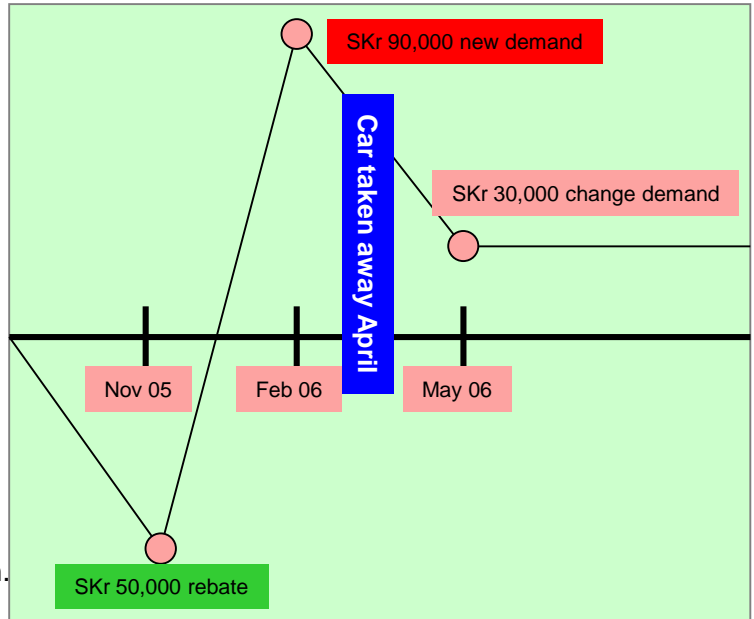 SKr 90,000 new demand
Car taken away April
SKr 30,000 change demand
Nov 05
Feb 06
May 06
SKr 50,000 rebate